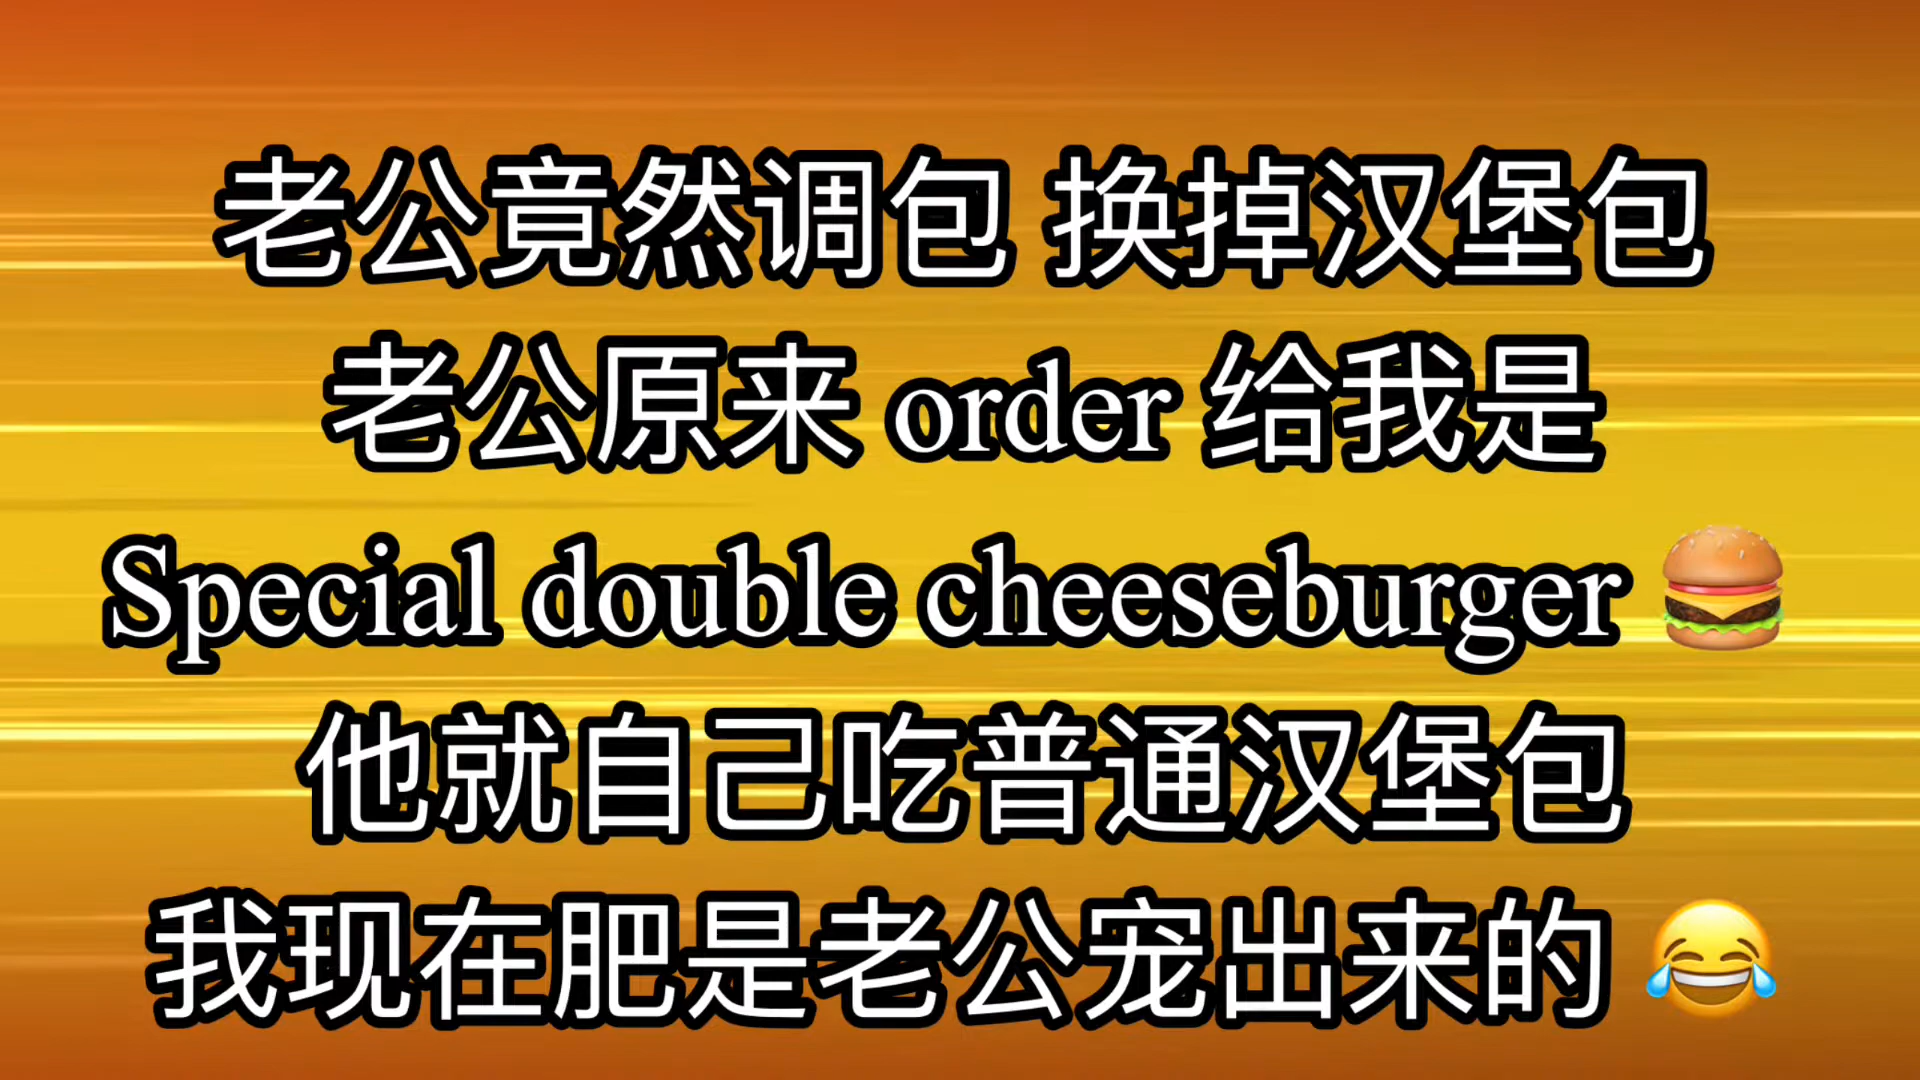 老公竟然调包 换掉汉堡包
老公原来 order 给我是
Special double cheeseburger 🍔
他就自己吃普通汉堡包
我现在肥是老公宠出来的 😂